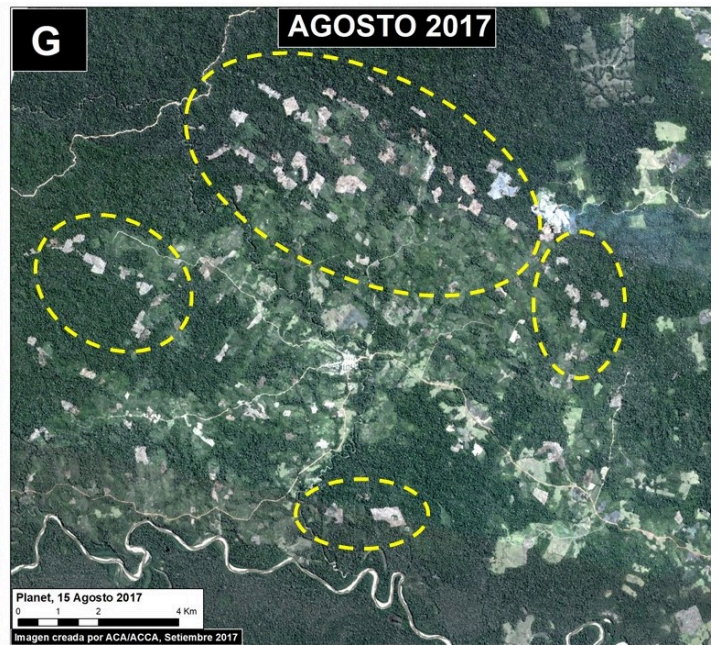 G
AGOSTO 2017
Planet, 15 Agosto 2017
0 1 2 4 Km
Imagen creada por ACA/ACCA, Setiembre 2017